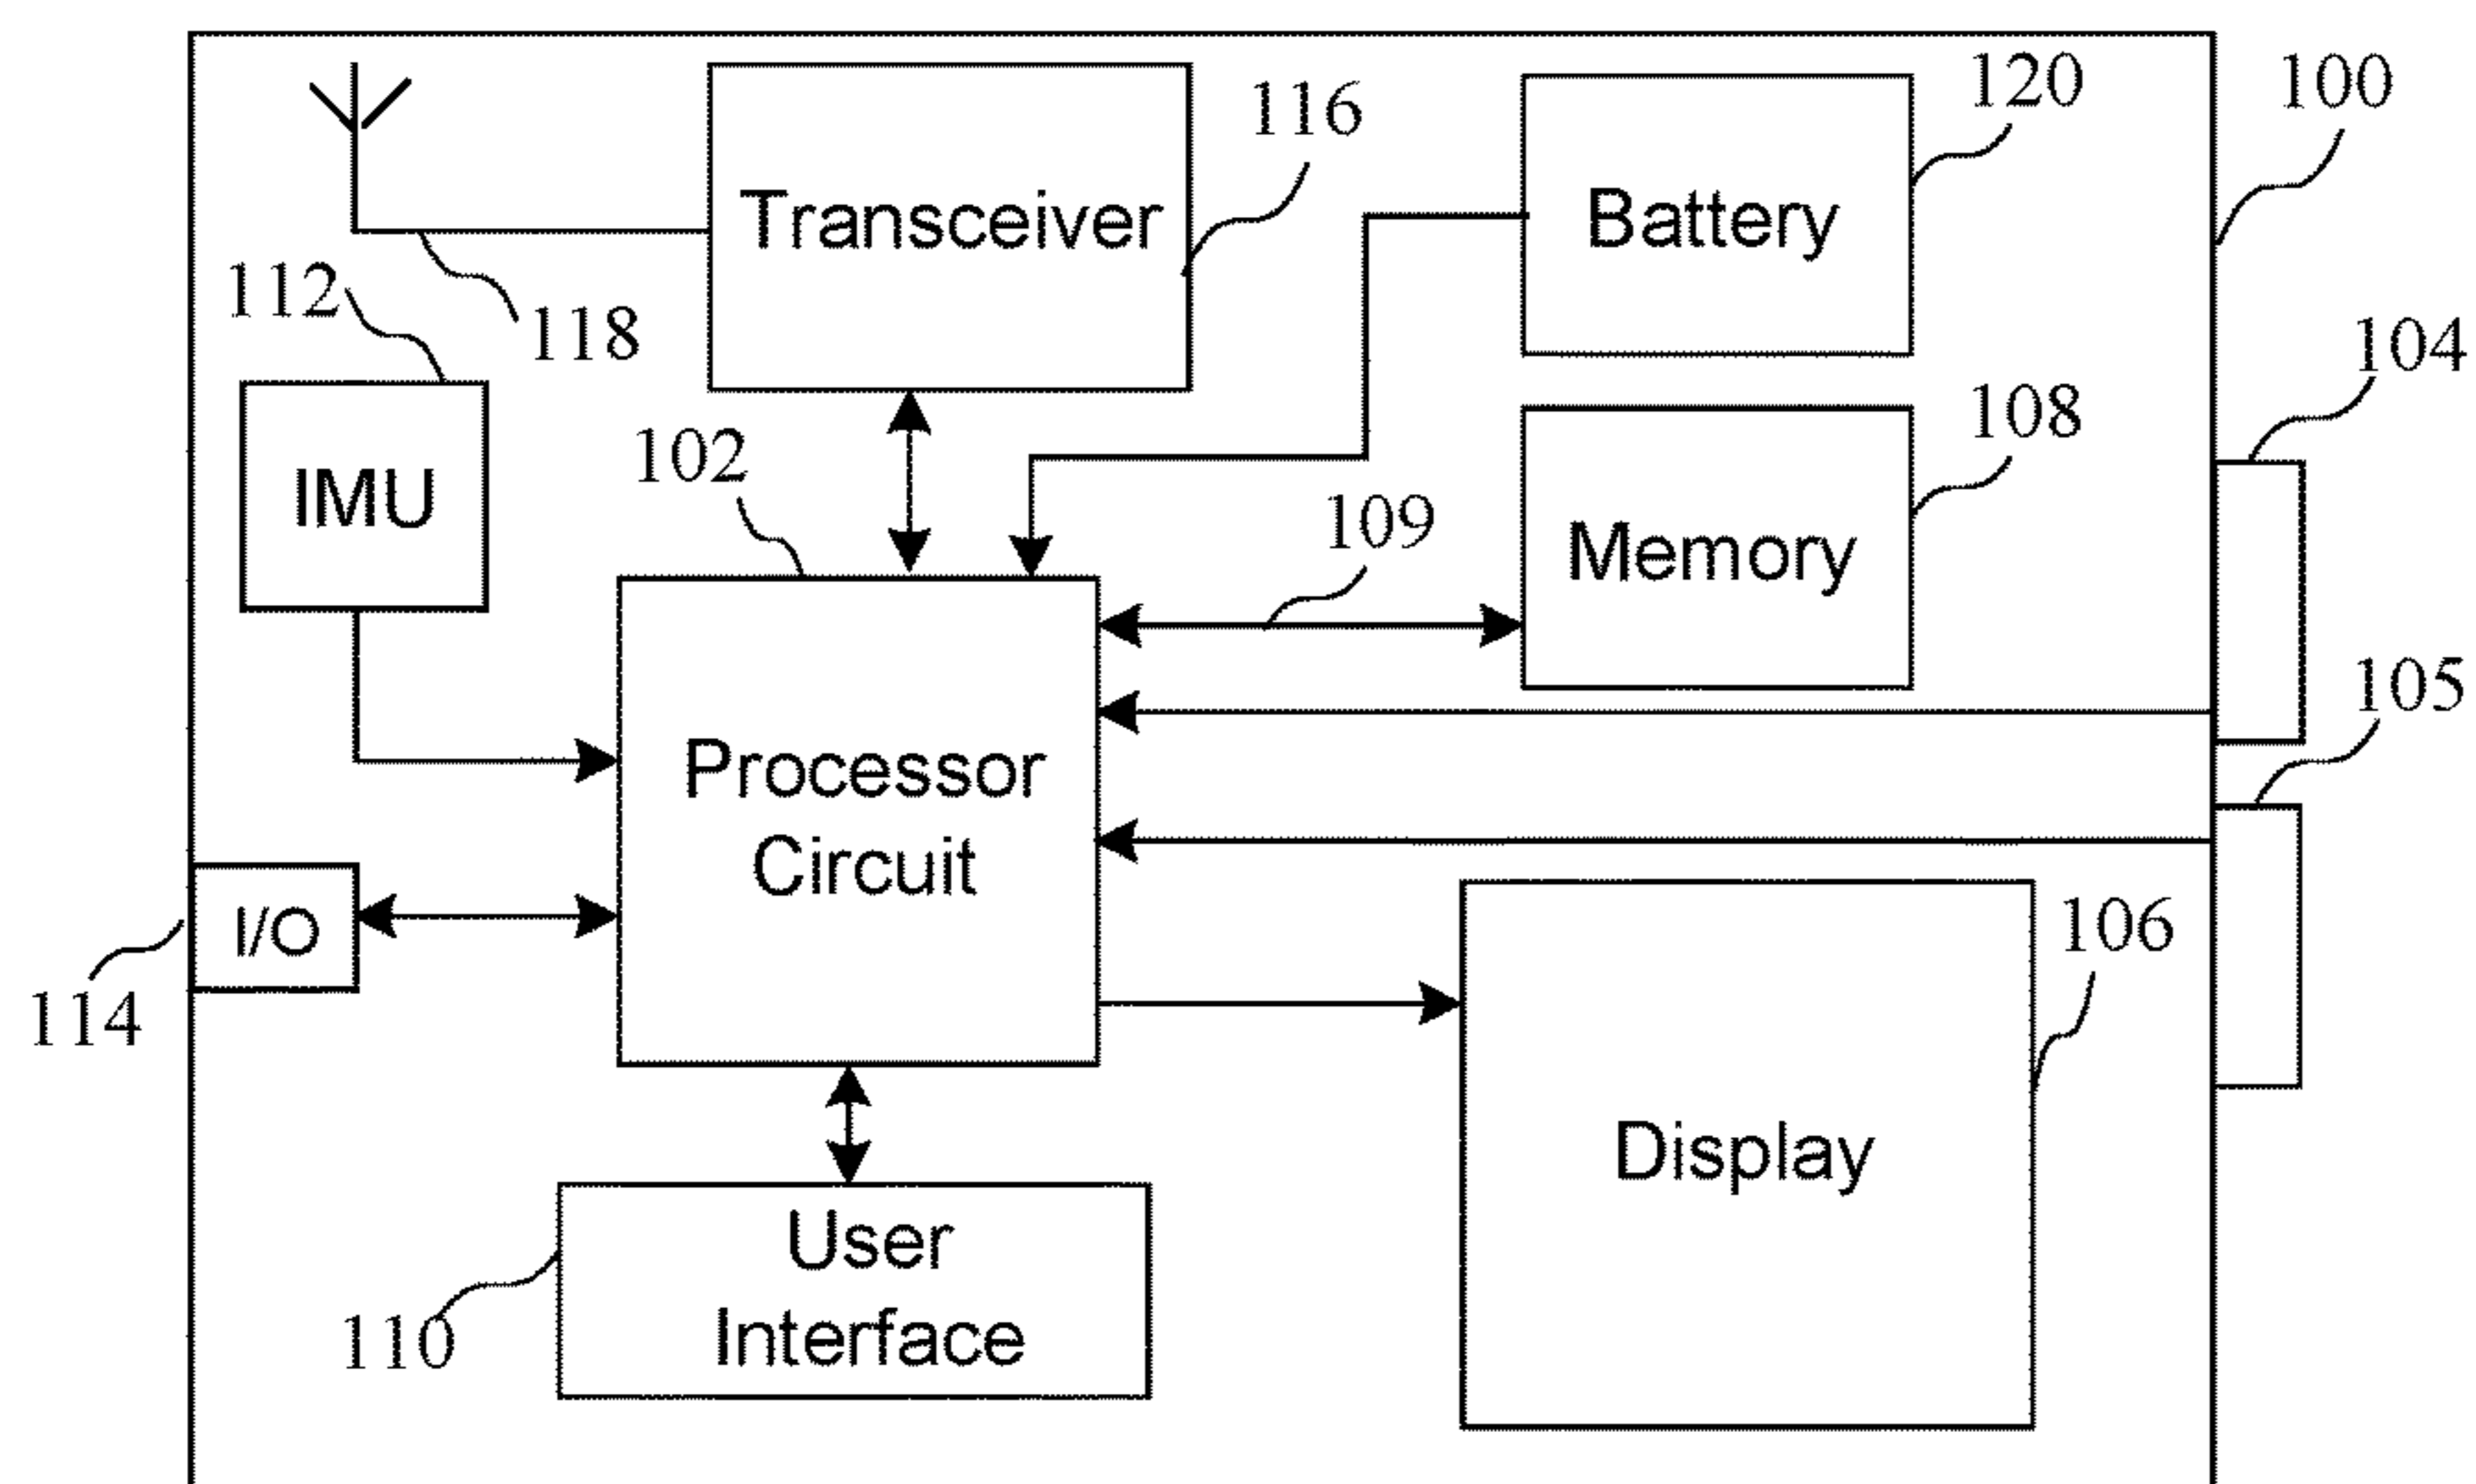 116
120
100
Transceiver
Battery
112
118
104
108
102
IMU
109
Memory
105
Processor
Circuit
I/O
106
114
Display
User
Interface
110